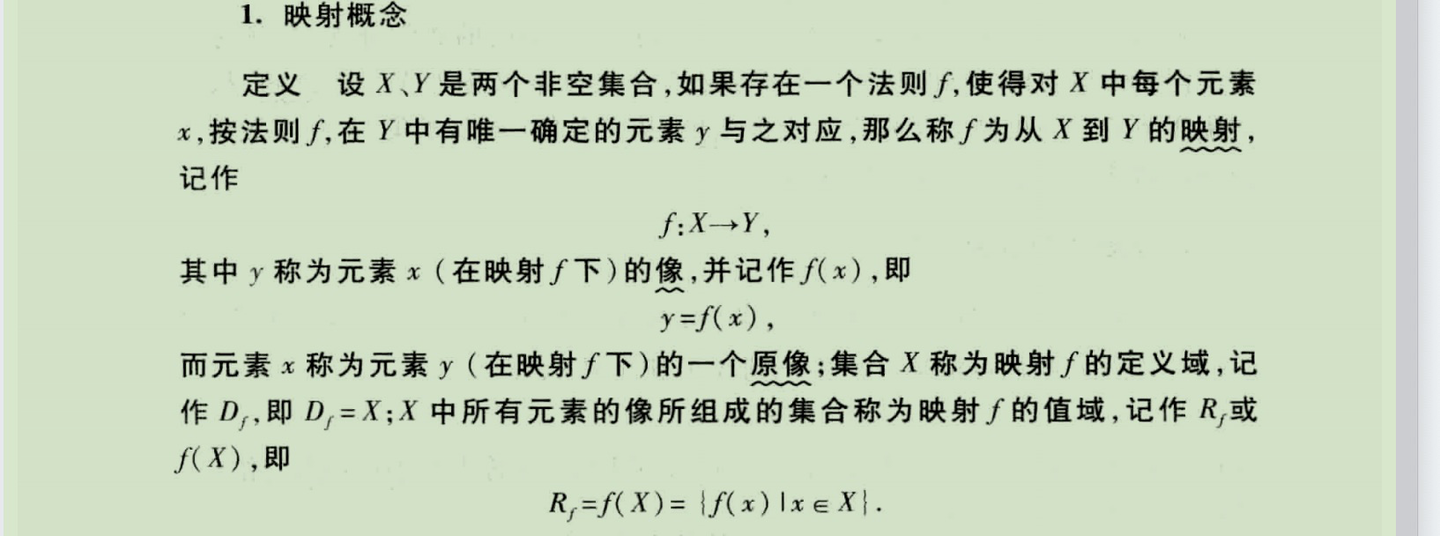 1. 映射概念
定义 设 X、Y 是两个非空集合,如果存在一个法则 f,使得对 X 中每个元素
x,按法则 f,在 Y 中有唯一确定的元素 y 与之对应,那么称 f 为从 X 到 Y 的映射,
记作
f:X→Y,
其中 y 称为元素 x (在映射 f 下)的像,并记作 f(x),即
y=f(x),
而元素 x 称为元素 y (在映射 f 下)的一个原像;集合 X 称为映射 f 的定义域,记
作 D_f,即 D_f=X;X 中所有元素的像所组成的集合称为映射 f 的值域,记作 R_f或
f(X),即
R_f=f(X)={f(x)|x∈X}.